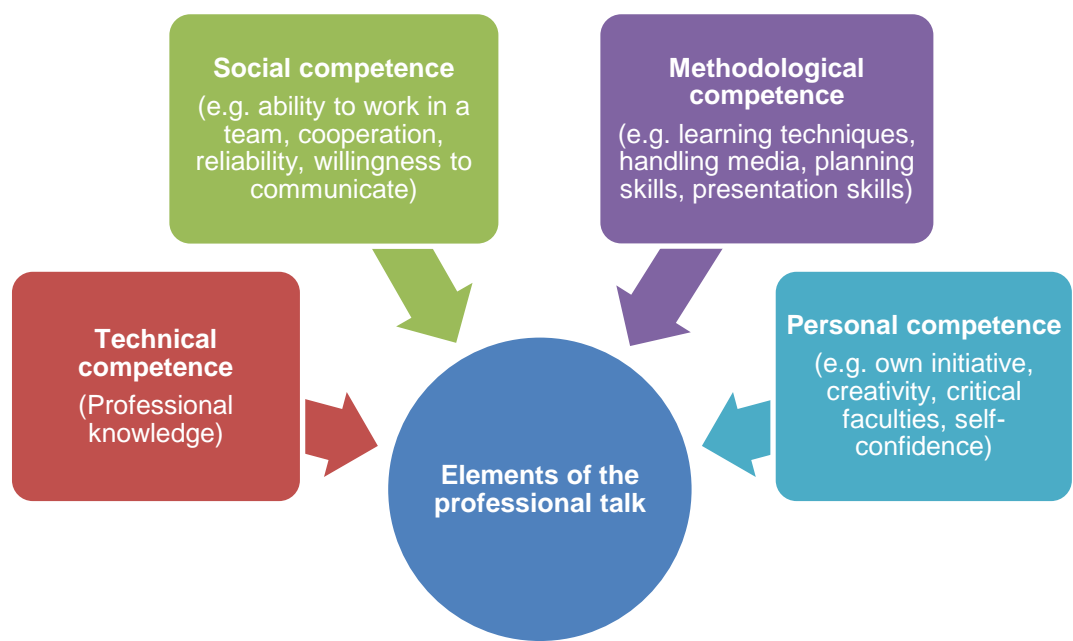 Social competence
(e.g. ability to work in a
team, cooperation,
reliability, willingness to
communicate)
Methodological
competence
(e.g. learning techniques,
handling media, planning
skills, presentation skills)
Technical
competence
(Professional
knowledge)
Personal competence
(e.g. own initiative,
creativity, critical
faculties, self-
confidence)
Elements of the
professional talk